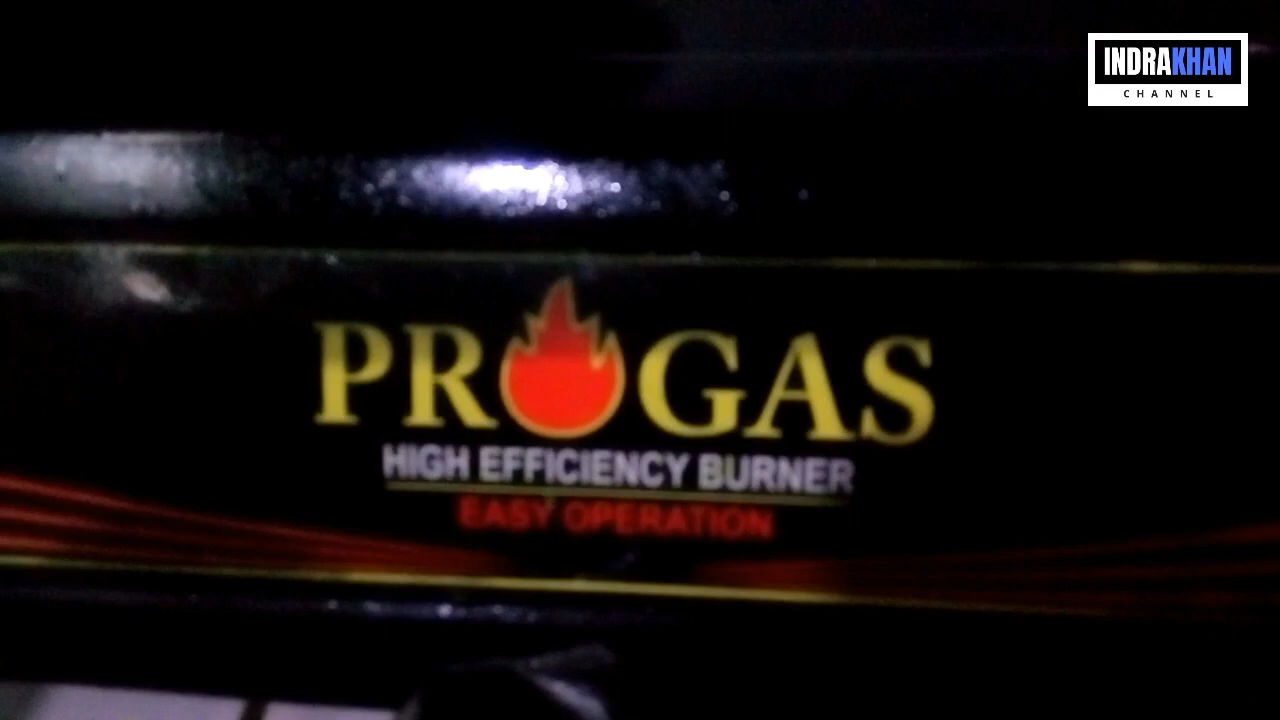 INDRAKHAN
CHANNEL
PROGAS
HIGH EFFICIENCY BURNER
EASY OPERATION